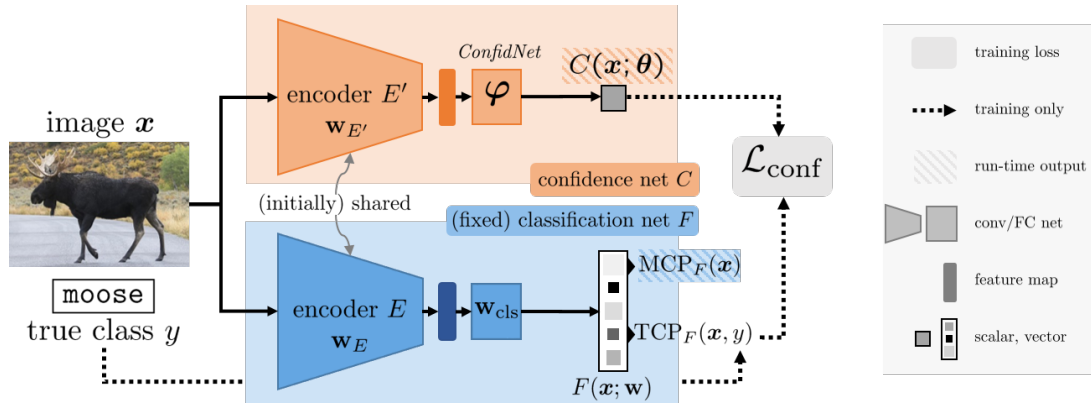 image x
moose
true class y
encoder E′
w_E′
ConfidNet
φ
C(x; θ)
confidence net C
(initially) shared
(fixed) classification net F
encoder E
w_E
w_cls
MCP_F(x)
TCP_F(x, y)
F(x; w)
ℒ_conf
training loss
training only
run-time output
conv/FC net
feature map
scalar, vector